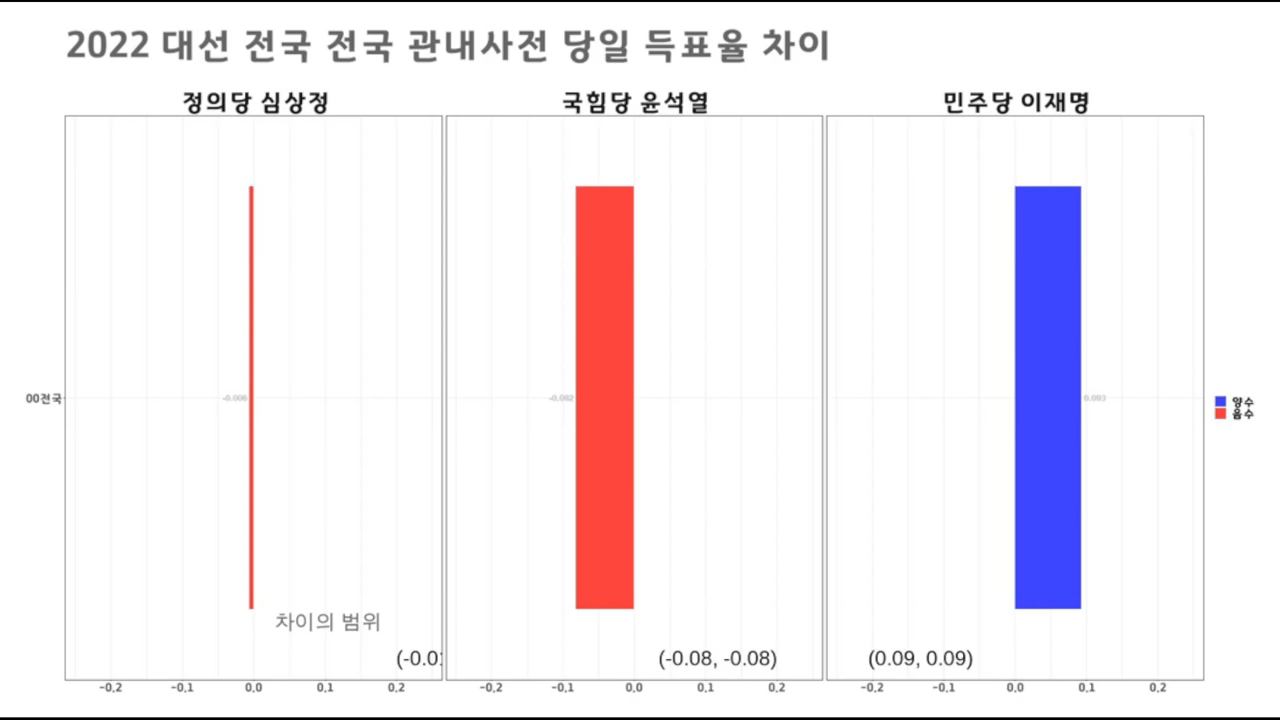 2022 대선 전국 전국 관내사전 당일 득표율 차이
정의당 심상정
국힘당 윤석열
민주당 이재명
00전국
-0.006
-0.082
0.093
양수
음수
차이의 범위
(-0.01
(-0.08, -0.08)
(0.09, 0.09)
-0.2 -0.1 0.0 0.1 0.2
-0.2 -0.1 0.0 0.1 0.2
-0.2 -0.1 0.0 0.1 0.2